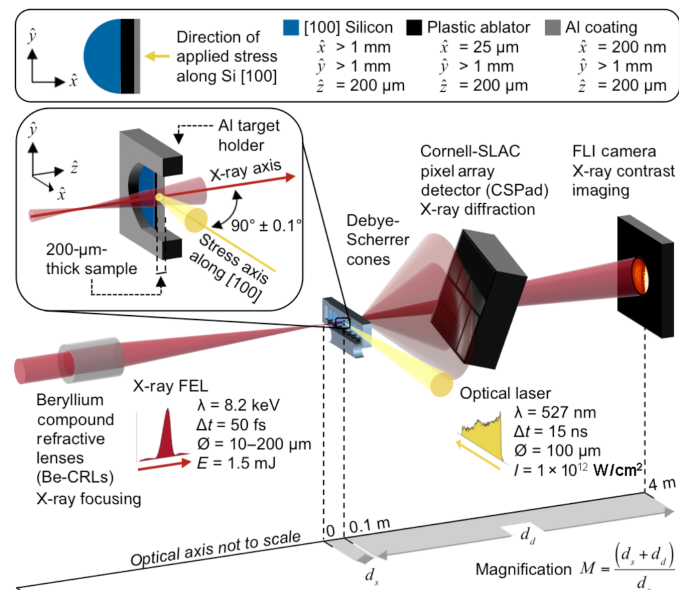 ŷ
x̂
Direction of
applied stress
along Si [100]
[100] Silicon
x̂ > 1 mm
ŷ > 1 mm
ẑ = 200 µm
Plastic ablator
x̂ = 25 µm
ŷ > 1 mm
ẑ = 200 µm
Al coating
x̂ = 200 nm
ŷ > 1 mm
ẑ = 200 µm
ŷ
ẑ
x̂
Al target
holder
X-ray axis
90° ± 0.1°
Stress axis
along [100]
200-µm-
thick sample
Debye-
Scherrer
cones
Cornell-SLAC
pixel array
detector (CSPad)
X-ray diffraction
FLI camera
X-ray contrast
imaging
Beryllium
compound
refractive
lenses
(Be-CRLs)
X-ray focusing
X-ray FEL
λ = 8.2 keV
Δt = 50 fs
Ø = 10–200 µm
E = 1.5 mJ
Optical laser
λ = 527 nm
Δt = 15 ns
Ø = 100 µm
I = 1 × 10¹² W/cm²
Optical axis not to scale
0
0.1 m
4 m
d_s
d_d
Magnification M = (d_s + d_d) / d_s